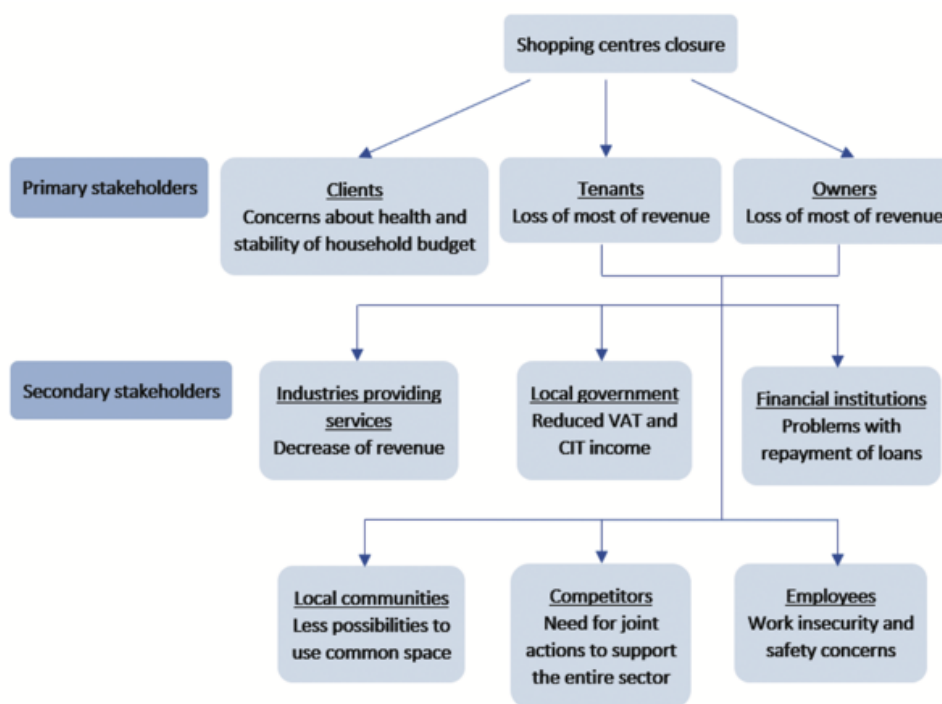 Shopping centres closure
Primary stakeholders
Clients
Concerns about health and
stability of household budget
Tenants
Loss of most of revenue
Owners
Loss of most of revenue
Secondary stakeholders
Industries providing
services
Decrease of revenue
Local government
Reduced VAT and
CIT income
Financial institutions
Problems with
repayment of loans
Local communities
Less possibilities to
use common space
Competitors
Need for joint
actions to support
the entire sector
Employees
Work insecurity and
safety concerns